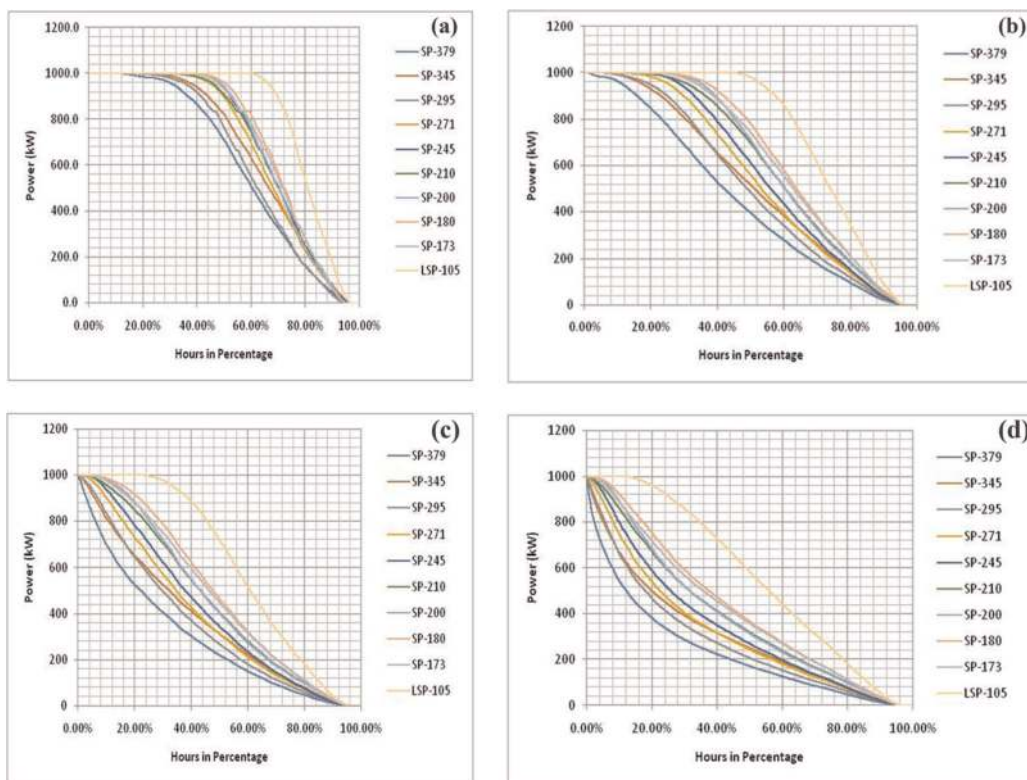 (a)
1200.0
1000.0
800.0
600.0
400.0
200.0
0.0
Power (kW)
0.00% 20.00% 40.00% 60.00% 80.00% 100.00%
Hours in Percentage
SP-379
SP-345
SP-295
SP-271
SP-245
SP-210
SP-200
SP-180
SP-173
LSP-105
(b)
1200
1000
800
600
400
200
0
Power (kW)
0.00% 20.00% 40.00% 60.00% 80.00% 100.00%
Hours in Percentage
SP-379
SP-345
SP-295
SP-271
SP-245
SP-210
SP-200
SP-180
SP-173
LSP-105
(c)
1200
1000
800
600
400
200
0
Power (kW)
0.00% 20.00% 40.00% 60.00% 80.00% 100.00%
Hours in Percentage
SP-379
SP-345
SP-295
SP-271
SP-245
SP-210
SP-200
SP-180
SP-173
LSP-105
(d)
1200
1000
800
600
400
200
0
Power (kW)
0.00% 20.00% 40.00% 60.00% 80.00% 100.00%
Hours in Percentage
SP-379
SP-345
SP-295
SP-271
SP-245
SP-210
SP-200
SP-180
SP-173
LSP-105